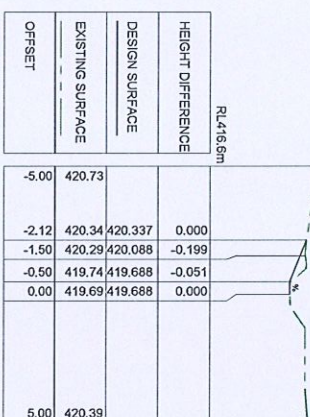 RL416.6m
HEIGHT DIFFERENCE
DESIGN SURFACE
EXISTING SURFACE
OFFSET
-5.00 420.73
-2.12 420.34 420.337 0.000
-1.50 420.29 420.088 -0.199
-0.50 419.74 419.688 -0.051
0.00 419.69 419.688 0.000
5.00 420.39